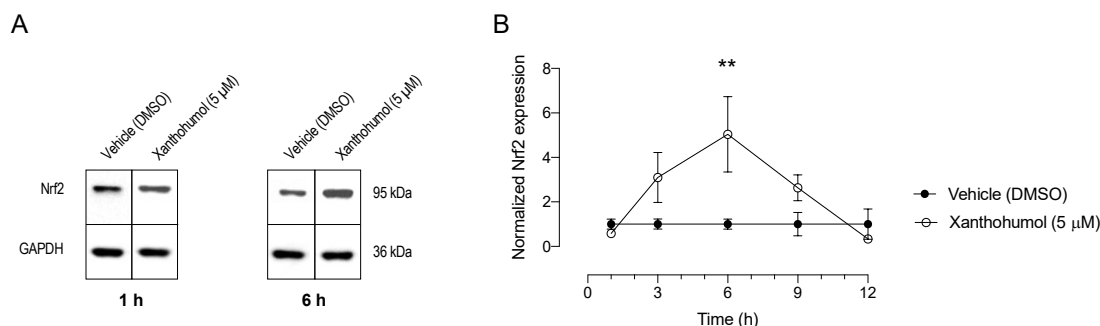 A
Vehicle (DMSO)
Xanthohumol (5 µM)
Vehicle (DMSO)
Xanthohumol (5 µM)
Nrf2
95 kDa
GAPDH
36 kDa
1 h
6 h
B
**
Normalized Nrf2 expression
8
6
4
2
0
0 3 6 9 12
Time (h)
Vehicle (DMSO)
Xanthohumol (5 µM)